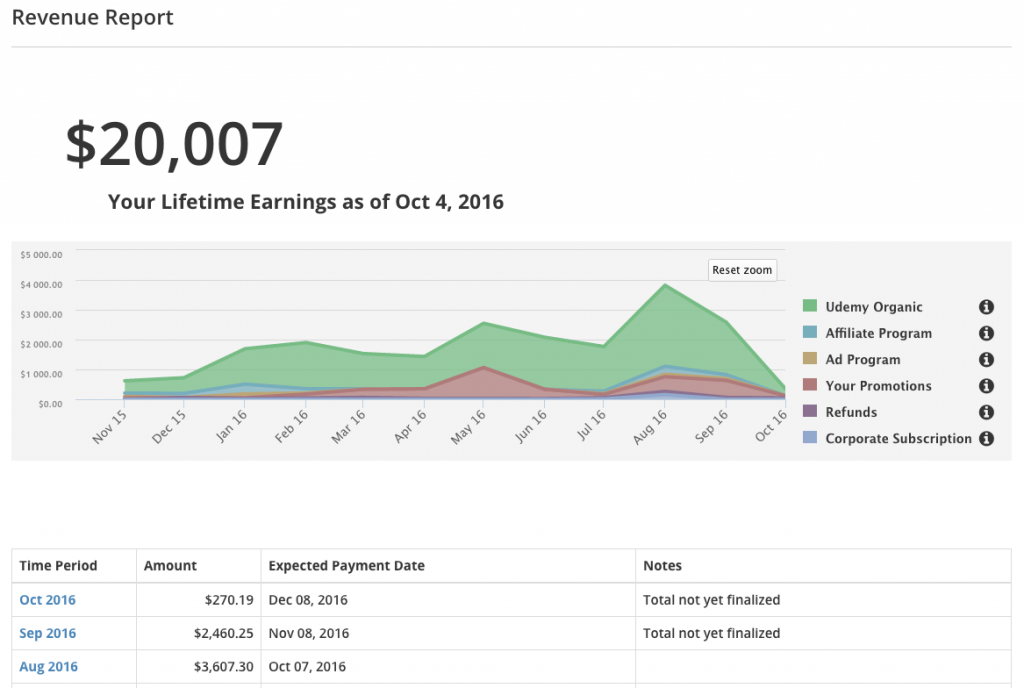 Revenue Report
$20,007
Your Lifetime Earnings as of Oct 4, 2016
$5 000.00
$4 000.00
$3 000.00
$2 000.00
$1 000.00
$0.00
Reset zoom
Nov 15 Dec 15 Jan 16 Feb 16 Mar 16 Apr 16 May 16 Jun 16 Jul 16 Aug 16 Sep 16 Oct 16
Udemy Organic i
Affiliate Program i
Ad Program i
Your Promotions i
Refunds i
Corporate Subscription i
Time Period Amount Expected Payment Date Notes
Oct 2016 $270.19 Dec 08, 2016 Total not yet finalized
Sep 2016 $2,460.25 Nov 08, 2016 Total not yet finalized
Aug 2016 $3,607.30 Oct 07, 2016